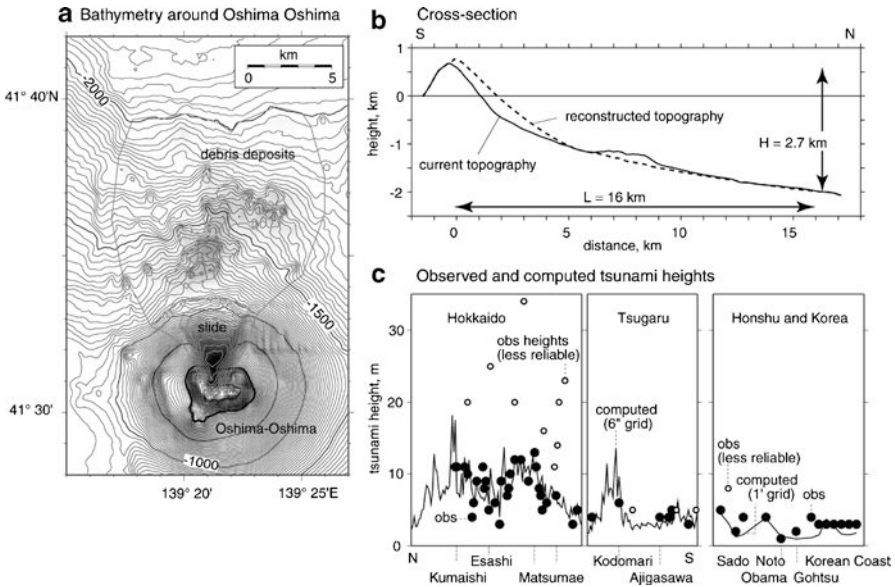 a Bathymetry around Oshima Oshima
km
0 5
-2000
41° 40'N
debris deposits
-1500
slide
41° 30'
Oshima-Oshima
-1000
139° 20' 139° 25'E
b Cross-section
S N
1
0
-1
-2
height, km
reconstructed topography
current topography
H = 2.7 km
L = 16 km
0 5 10 15
distance, km
c Observed and computed tsunami heights
30
20
10
0
tsunami height, m
Hokkaido
obs heights
(less reliable)
obs
Tsugaru
computed
(6" grid)
Honshu and Korea
obs
(less reliable)
computed
(1' grid)
obs
N S
Kumaishi Esashi Matsumae
Kodomari Ajigasawa
Sado Noto Korean Coast
Obama Gohtsu